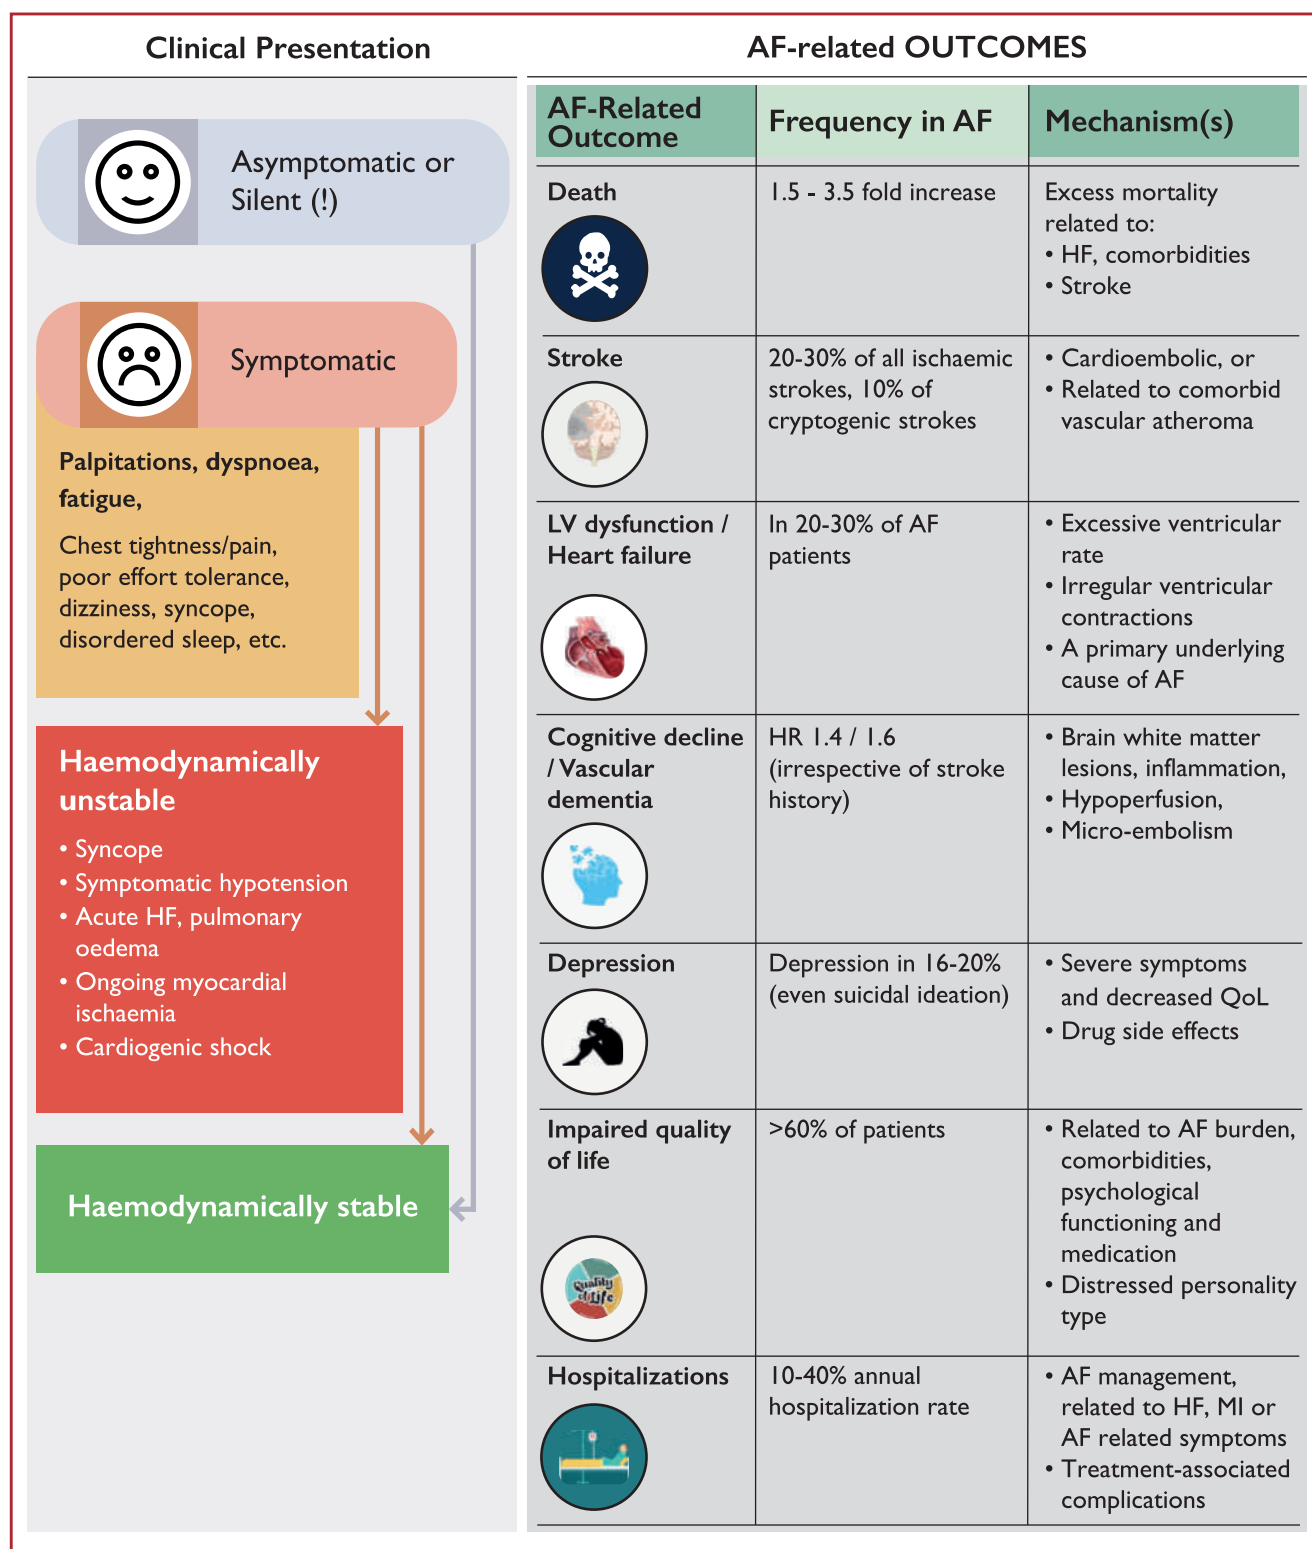 Clinical Presentation
Asymptomatic or
Silent (!)
Symptomatic
Palpitations, dyspnoea,
fatigue,
Chest tightness/pain,
poor effort tolerance,
dizziness, syncope,
disordered sleep, etc.
Haemodynamically
unstable
• Syncope
• Symptomatic hypotension
• Acute HF, pulmonary
oedema
• Ongoing myocardial
ischaemia
• Cardiogenic shock
Haemodynamically stable
AF-related OUTCOMES
AF-Related
Outcome
Frequency in AF
Mechanism(s)
Death
1.5 - 3.5 fold increase
Excess mortality
related to:
• HF, comorbidities
• Stroke
Stroke
20-30% of all ischaemic
strokes, 10% of
cryptogenic strokes
• Cardioembolic, or
• Related to comorbid
vascular atheroma
LV dysfunction /
Heart failure
In 20-30% of AF
patients
• Excessive ventricular
rate
• Irregular ventricular
contractions
• A primary underlying
cause of AF
Cognitive decline
/ Vascular
dementia
HR 1.4 / 1.6
(irrespective of stroke
history)
• Brain white matter
lesions, inflammation,
• Hypoperfusion,
• Micro-embolism
Depression
Depression in 16-20%
(even suicidal ideation)
• Severe symptoms
and decreased QoL
• Drug side effects
Impaired quality
of life
Quality
of Life
>60% of patients
• Related to AF burden,
comorbidities,
psychological
functioning and
medication
• Distressed personality
type
Hospitalizations
10-40% annual
hospitalization rate
• AF management,
related to HF, MI or
AF related symptoms
• Treatment-associated
complications